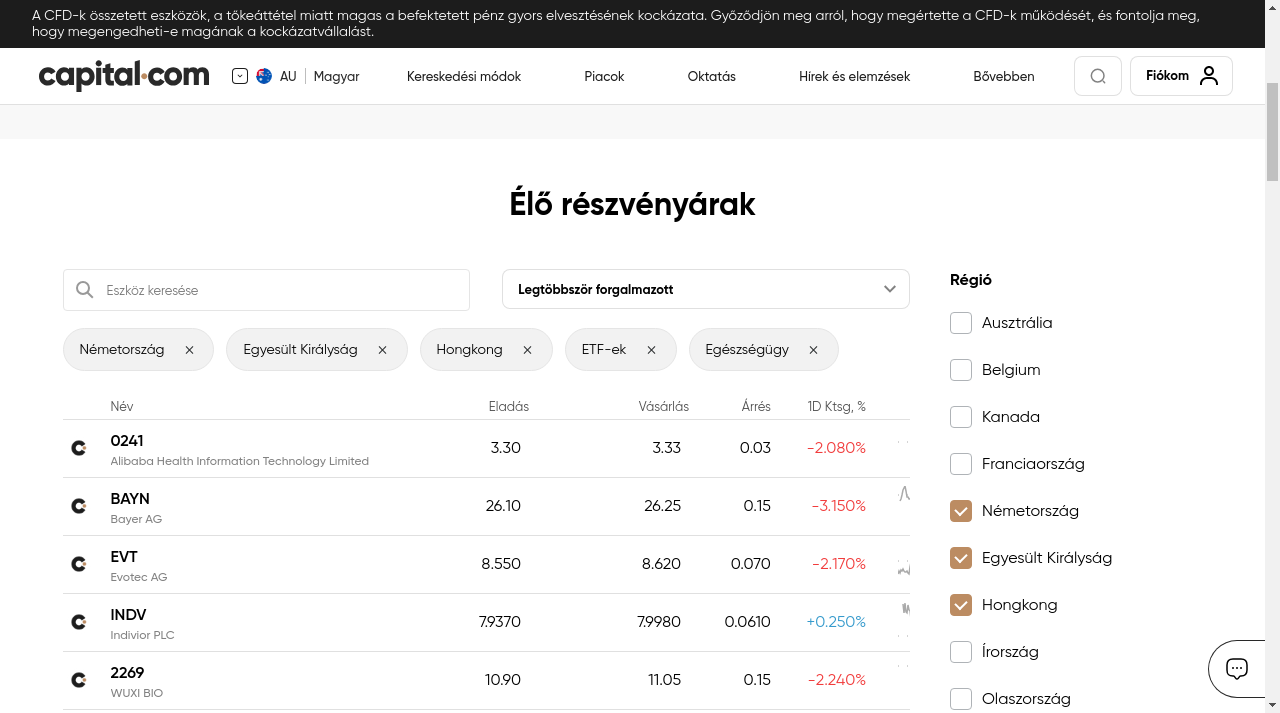 A CFD-k összetett eszközök, a tőkeáttétel miatt magas a befektetett pénz gyors elvesztésének kockázata. Győződjön meg arról, hogy megértette a CFD-k működését, és fontolja meg,
hogy megengedheti-e magának a kockázatvállalást.
capital.com
AU Magyar Kereskedési módok Piacok Oktatás Hírek és elemzések Bővebben Fiókom
Élő részvényárak
Eszköz keresése Legtöbbször forgalmazott
Németország × Egyesült Királyság × Hongkong × ETF-ek × Egészségügy ×
Név Eladás Vásárlás Árrés 1D Ktsg, %
0241 3.30 3.33 0.03 -2.080%
Alibaba Health Information Technology Limited
BAYN 26.10 26.25 0.15 -3.150%
Bayer AG
EVT 8.550 8.620 0.070 -2.170%
Evotec AG
INDV 7.9370 7.9980 0.0610 +0.250%
Indivior PLC
2269 10.90 11.05 0.15 -2.240%
WUXI BIO
Régió
Ausztrália
Belgium
Kanada
Franciaország
Németország
Egyesült Királyság
Hongkong
Írország
Olaszország